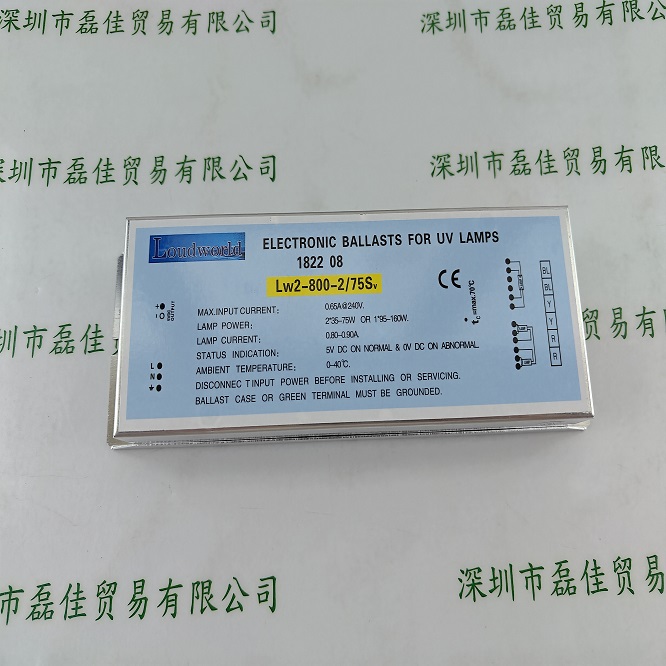 深圳市磊佳贸易有限公司
深圳市磊佳贸易有限
深圳市磊佳贸易有限公司
深圳市磊佳贸易有限
Loudworld
ELECTRONIC BALLASTS FOR UV LAMPS
1822 08
Lw2-800-2/75Sv
CE
MAX.INPUT CURRENT: 0.65A@240V.
LAMP POWER: 2*35-75W OR 1*95-160W.
LAMP CURRENT: 0.80-0.90A.
STATUS INDICATION: 5V DC ON NORMAL & 0V DC ON ABNORMAL.
AMBIENT TEMPERATURE: 0-40℃.
DISCONNEC T INPUT POWER BEFORE INSTALLING OR SERVICING.
BALLAST CASE OR GREEN TERMINAL MUST BE GROUNDED.
+
-
OUTPUT
L
N
tc=max.70℃
BL
BL
Y
Y
R
R
市磊佳贸易有限公司
深圳市磊佳贸易